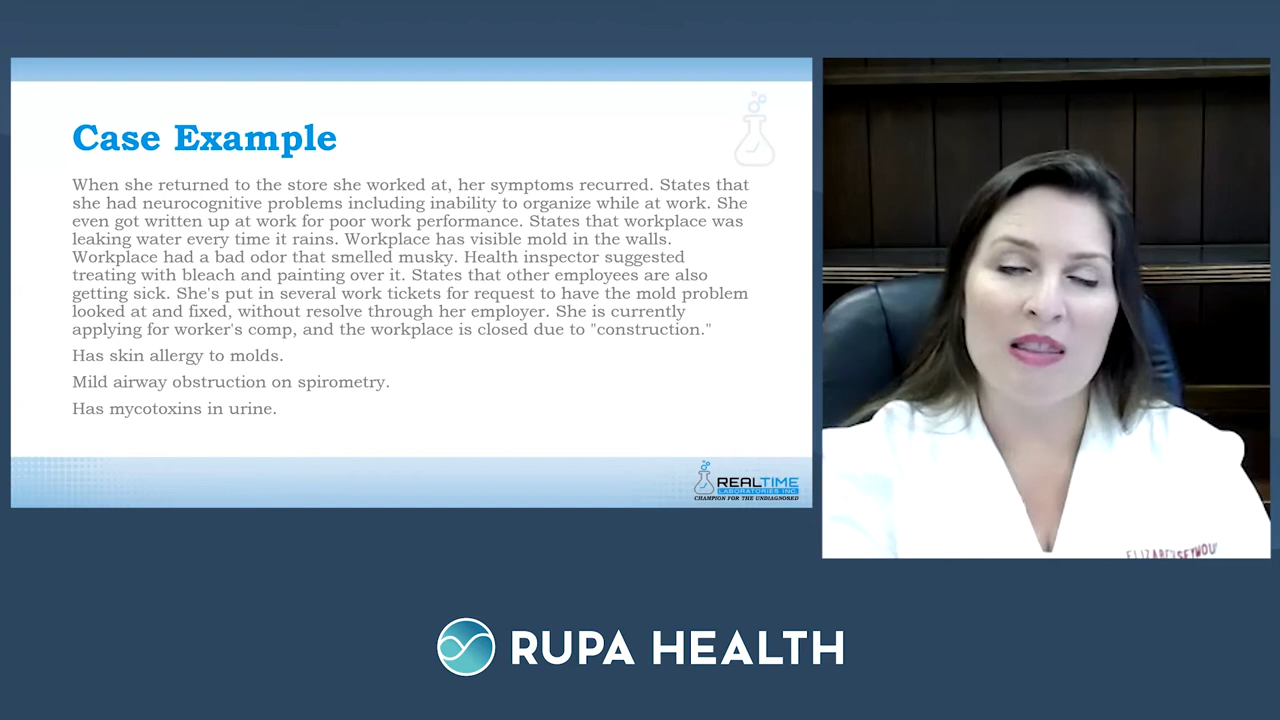 Case Example
When she returned to the store she worked at, her symptoms recurred. States that
she had neurocognitive problems including inability to organize while at work. She
even got written up at work for poor work performance. States that workplace was
leaking water every time it rains. Workplace has visible mold in the walls.
Workplace had a bad odor that smelled musky. Health inspector suggested
treating with bleach and painting over it. States that other employees are also
getting sick. She's put in several work tickets for request to have the mold problem
looked at and fixed, without resolve through her employer. She is currently
applying for worker's comp, and the workplace is closed due to "construction."
Has skin allergy to molds.
Mild airway obstruction on spirometry.
Has mycotoxins in urine.
REALTIME
LABORATORIES INC.
CHAMPION FOR THE UNDIAGNOSED
RUPA HEALTH